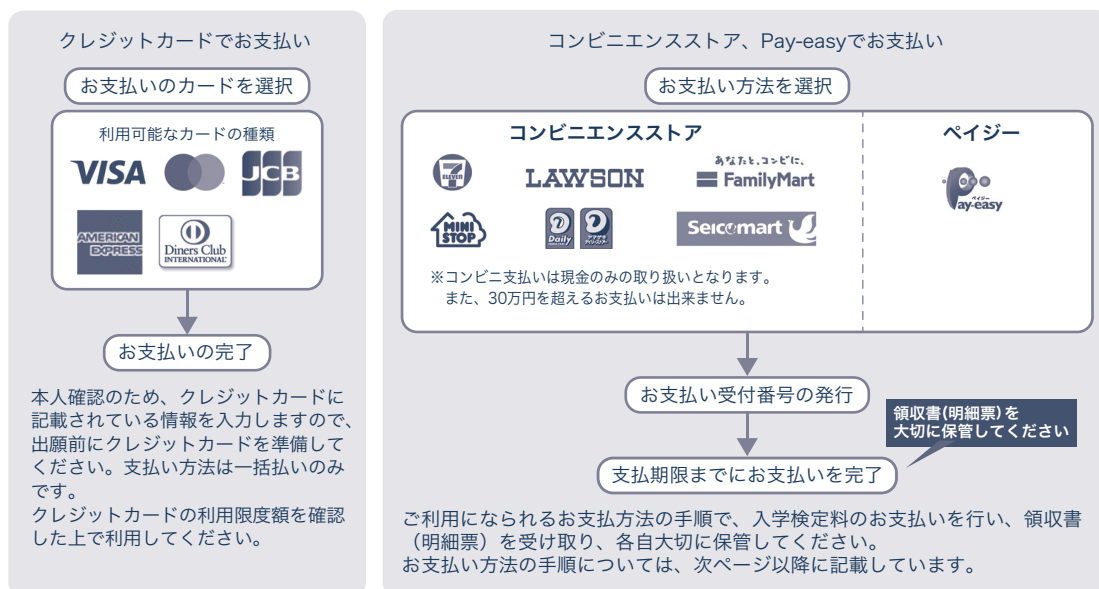 クレジットカードでお支払い
お支払いのカードを選択
利用可能なカードの種類
VISA
JCB
AMERICAN
EXPRESS
Diners Club
INTERNATIONAL
お支払いの完了
本人確認のため、クレジットカードに
記載されている情報を入力しますので、
出願前にクレジットカードを準備して
ください。支払い方法は一括払いのみ
です。
クレジットカードの利用限度額を確認
した上で利用してください。
コンビニエンスストア、Pay-easyでお支払い
お支払い方法を選択
コンビニエンスストア
7
ELEVEN
LAWSON
あなたと、コンビに、
FamilyMart
MINI
STOP
Daily
Seicomart
※コンビニ支払いは現金のみの取り扱いとなります。
また、30万円を超えるお支払いは出来ません。
ペイジー
ペイジー
Pay-easy
お支払い受付番号の発行
領収書(明細票)を
大切に保管してください
支払期限までにお支払いを完了
ご利用になられるお支払方法の手順で、入学検定料のお支払いを行い、領収書
（明細票）を受け取り、各自大切に保管してください。
お支払い方法の手順については、次ページ以降に記載しています。